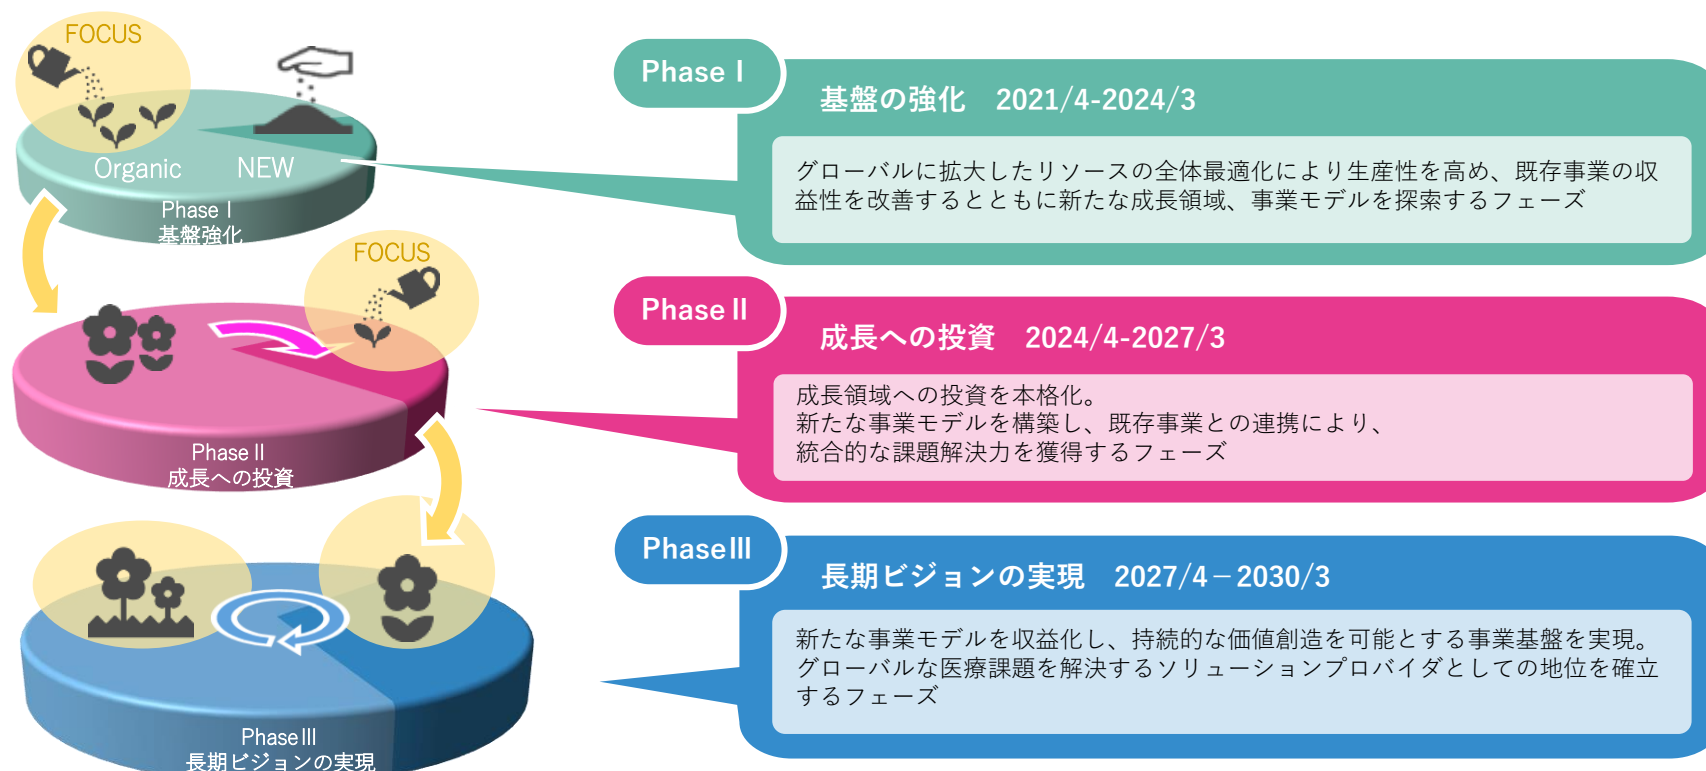 FOCUS
Organic
NEW
Phase Ⅰ
基盤強化
FOCUS
Phase Ⅱ
成長への投資
Phase Ⅲ
長期ビジョンの実現
Phase Ⅰ
基盤の強化 2021/4-2024/3
グローバルに拡大したリソースの全体最適化により生産性を高め、既存事業の収
益性を改善するとともに新たな成長領域、事業モデルを探索するフェーズ
Phase Ⅱ
成長への投資 2024/4-2027/3
成長領域への投資を本格化。
新たな事業モデルを構築し、既存事業との連携により、
統合的な課題解決力を獲得するフェーズ
Phase Ⅲ
長期ビジョンの実現 2027/4－2030/3
新たな事業モデルを収益化し、持続的な価値創造を可能とする事業基盤を実現。
グローバルな医療課題を解決するソリューションプロバイダとしての地位を確立
するフェーズ